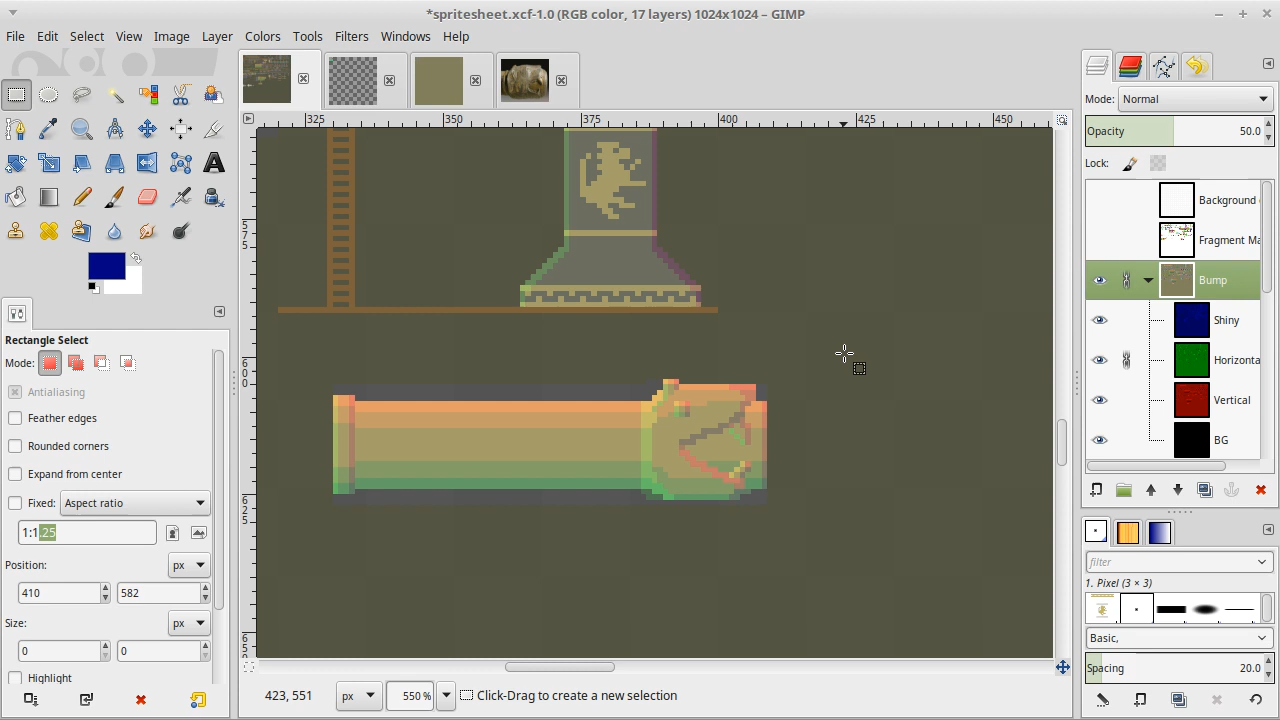 *spritesheet.xcf-1.0 (RGB color, 17 layers) 1024x1024 – GIMP
File Edit Select View Image Layer Colors Tools Filters Windows Help
325 350 375 400 425 450
Mode: Normal
Opacity 50.0
Lock:
Background
Fragment Ma
Bump
Shiny
Horizonta
Vertical
BG
575
600
625
650
Rectangle Select
Mode:
Antialiasing
Feather edges
Rounded corners
Expand from center
Fixed: Aspect ratio
1:1.25
Position: px
410 582
Size: px
0 0
Highlight
filter
1. Pixel (3 × 3)
Basic,
Spacing 20.0
423, 551 px 550 % Click-Drag to create a new selection